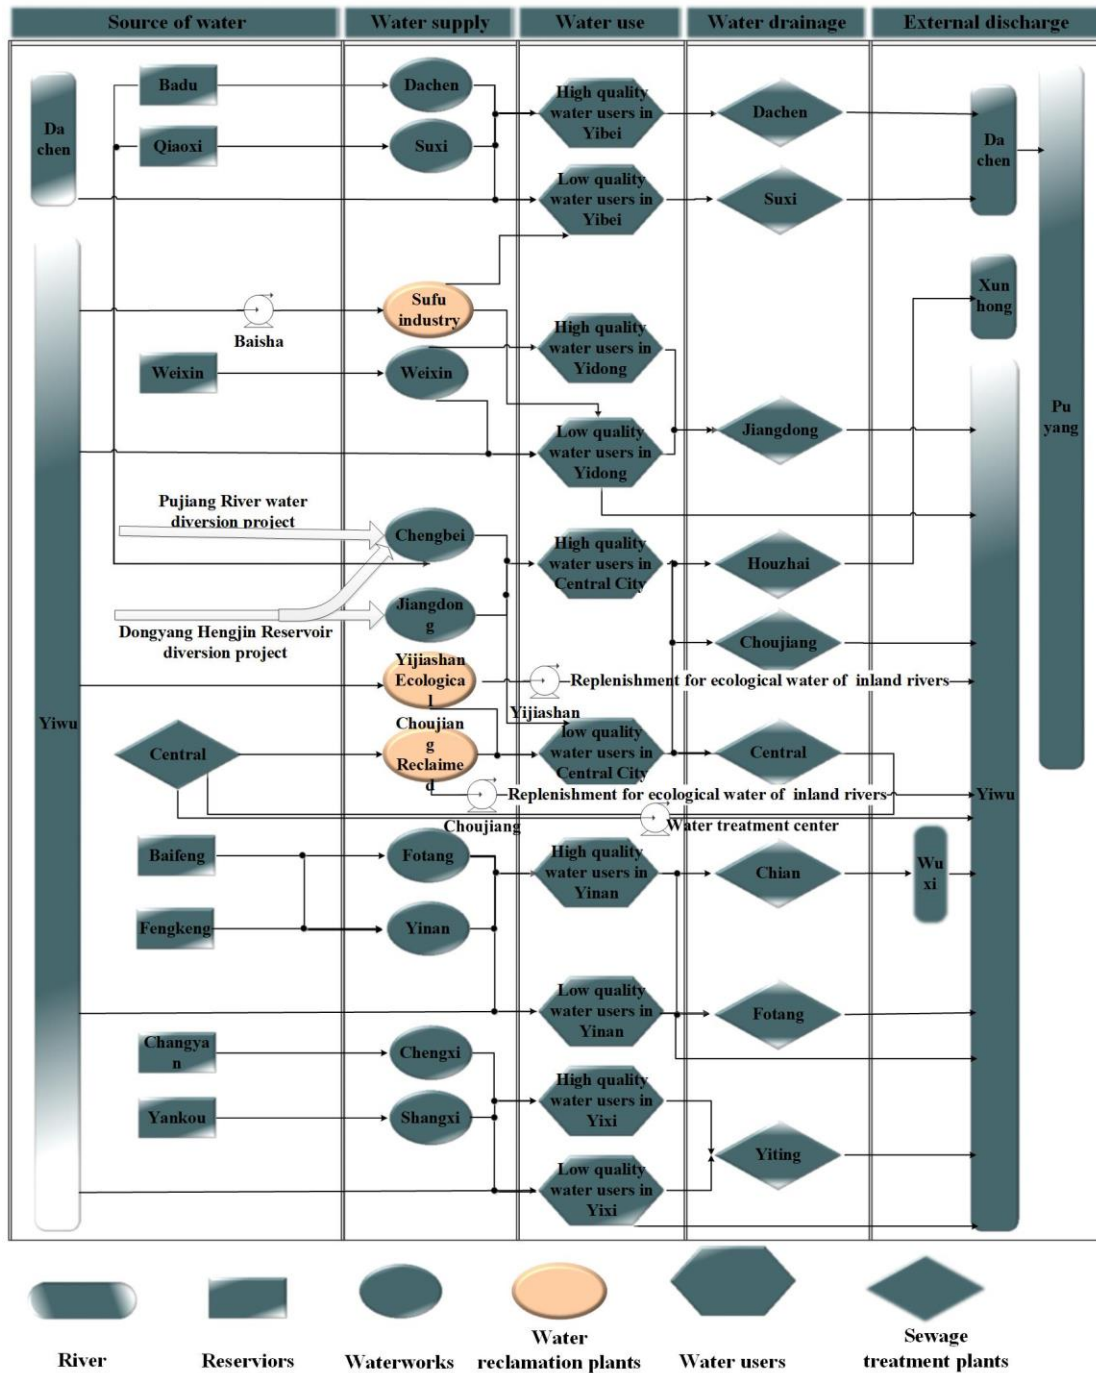 Source of water
Water supply
Water use
Water drainage
External discharge
Da
chen
Badu
Dachen
High quality
water users in
Yibei
Dachen
Da
chen
Qiaoxi
Suxi
Low quality
water users in
Yibei
Suxi
Pu
yang
Yiwu
Baisha
Sufu
industry
High quality
water users in
Yidong
Xun
hong
Weixin
Weixin
Low quality
water users in
Yidong
Jiangdong
Pujiang River water
diversion project
Chengbei
High quality
water users in
Central City
Houzhai
Dongyang Hengjin Reservoir
diversion project
Jiangdon
g
Choujiang
Yijiashan
Ecological
l
Yijiashan
Replenishment for ecological water of inland rivers
Central
Choujiang
g
Reclaimed
d
low quality
water users in
Central City
Central
Choujiang
Replenishment for ecological water of inland rivers
Yiwu
Water treatment center
Baifeng
Fotang
High quality
water users in
Yinan
Chian
Wu
xi
Fengkeng
Yinan
Low quality
water users in
Yinan
Fotang
Changya
n
Chengxi
High quality
water users in
Yixi
Yankou
Shangxi
Low quality
water users in
Yixi
Yiting
River
Reserviors
Waterworks
Water
reclamation plants
Water users
Sewage
treatment plants